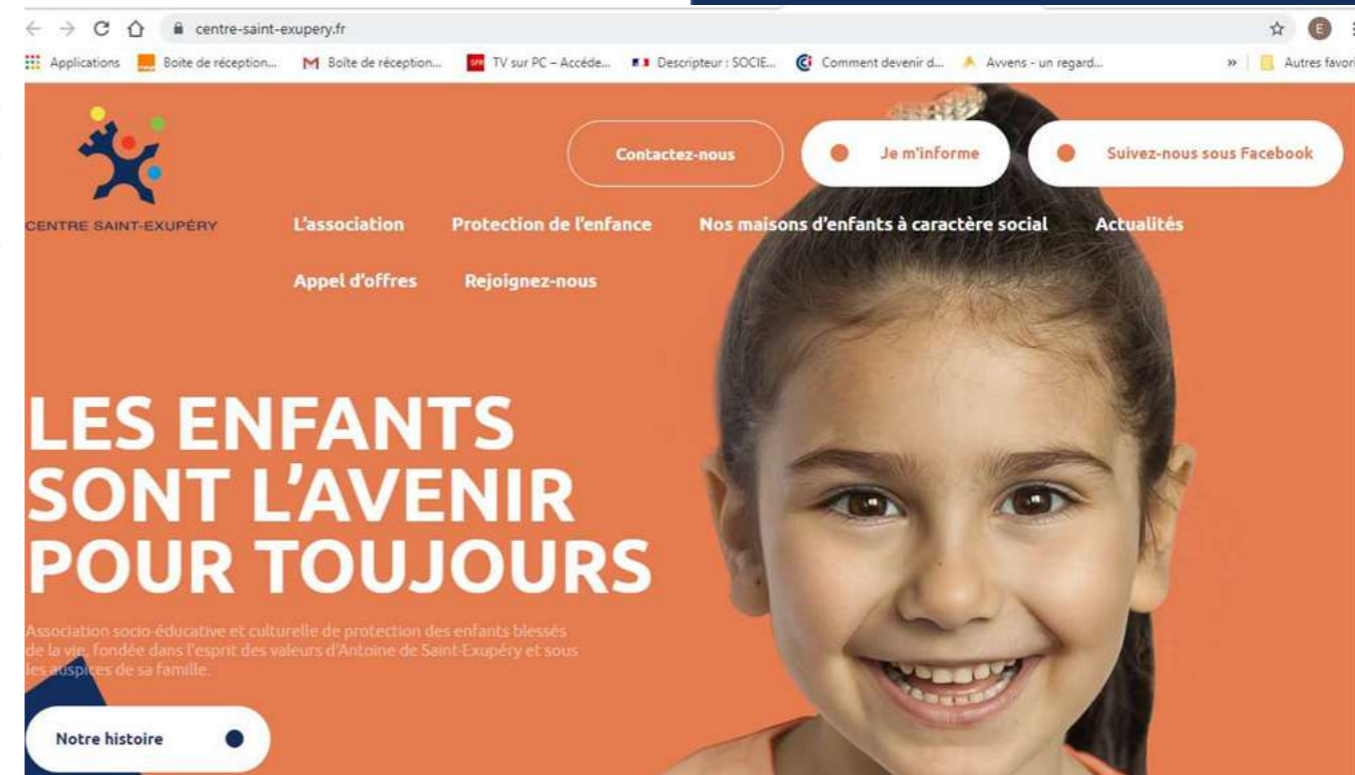 centre-saint-exupery.fr
E
Applications Boite de réception... Boîte de réception... TV sur PC – Accéde... Descripteur : SOCIE... Comment devenir d... Avvens - un regard... » Autres favori
Contactez-nous Je m'informe Suivez-nous sous Facebook
CENTRE SAINT-EXUPÉRY
L'association Protection de l'enfance Nos maisons d'enfants à caractère social Actualités
Appel d'offres Rejoignez-nous
LES ENFANTS
SONT L'AVENIR
POUR TOUJOURS
Association socio-éducative et culturelle de protection des enfants blessés
de la vie, fondée dans l'esprit des valeurs d'Antoine de Saint-Exupéry et sous
les auspices de sa famille.
Notre histoire